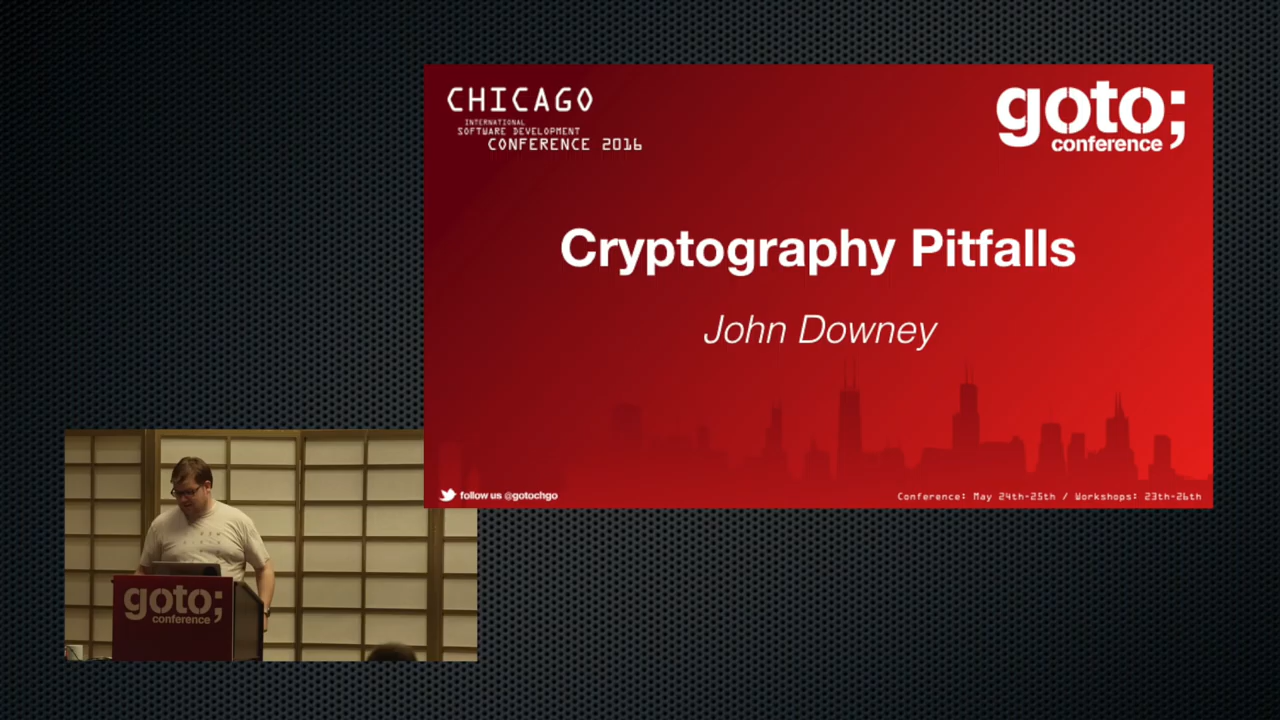 CHICAGO
INTERNATIONAL
SOFTWARE DEVELOPMENT
CONFERENCE 2016
goto;
conference
Cryptography Pitfalls
John Downey
follow us @gotochgo
Conference: May 24th-25th / Workshops: 23th-26th
goto;
conference